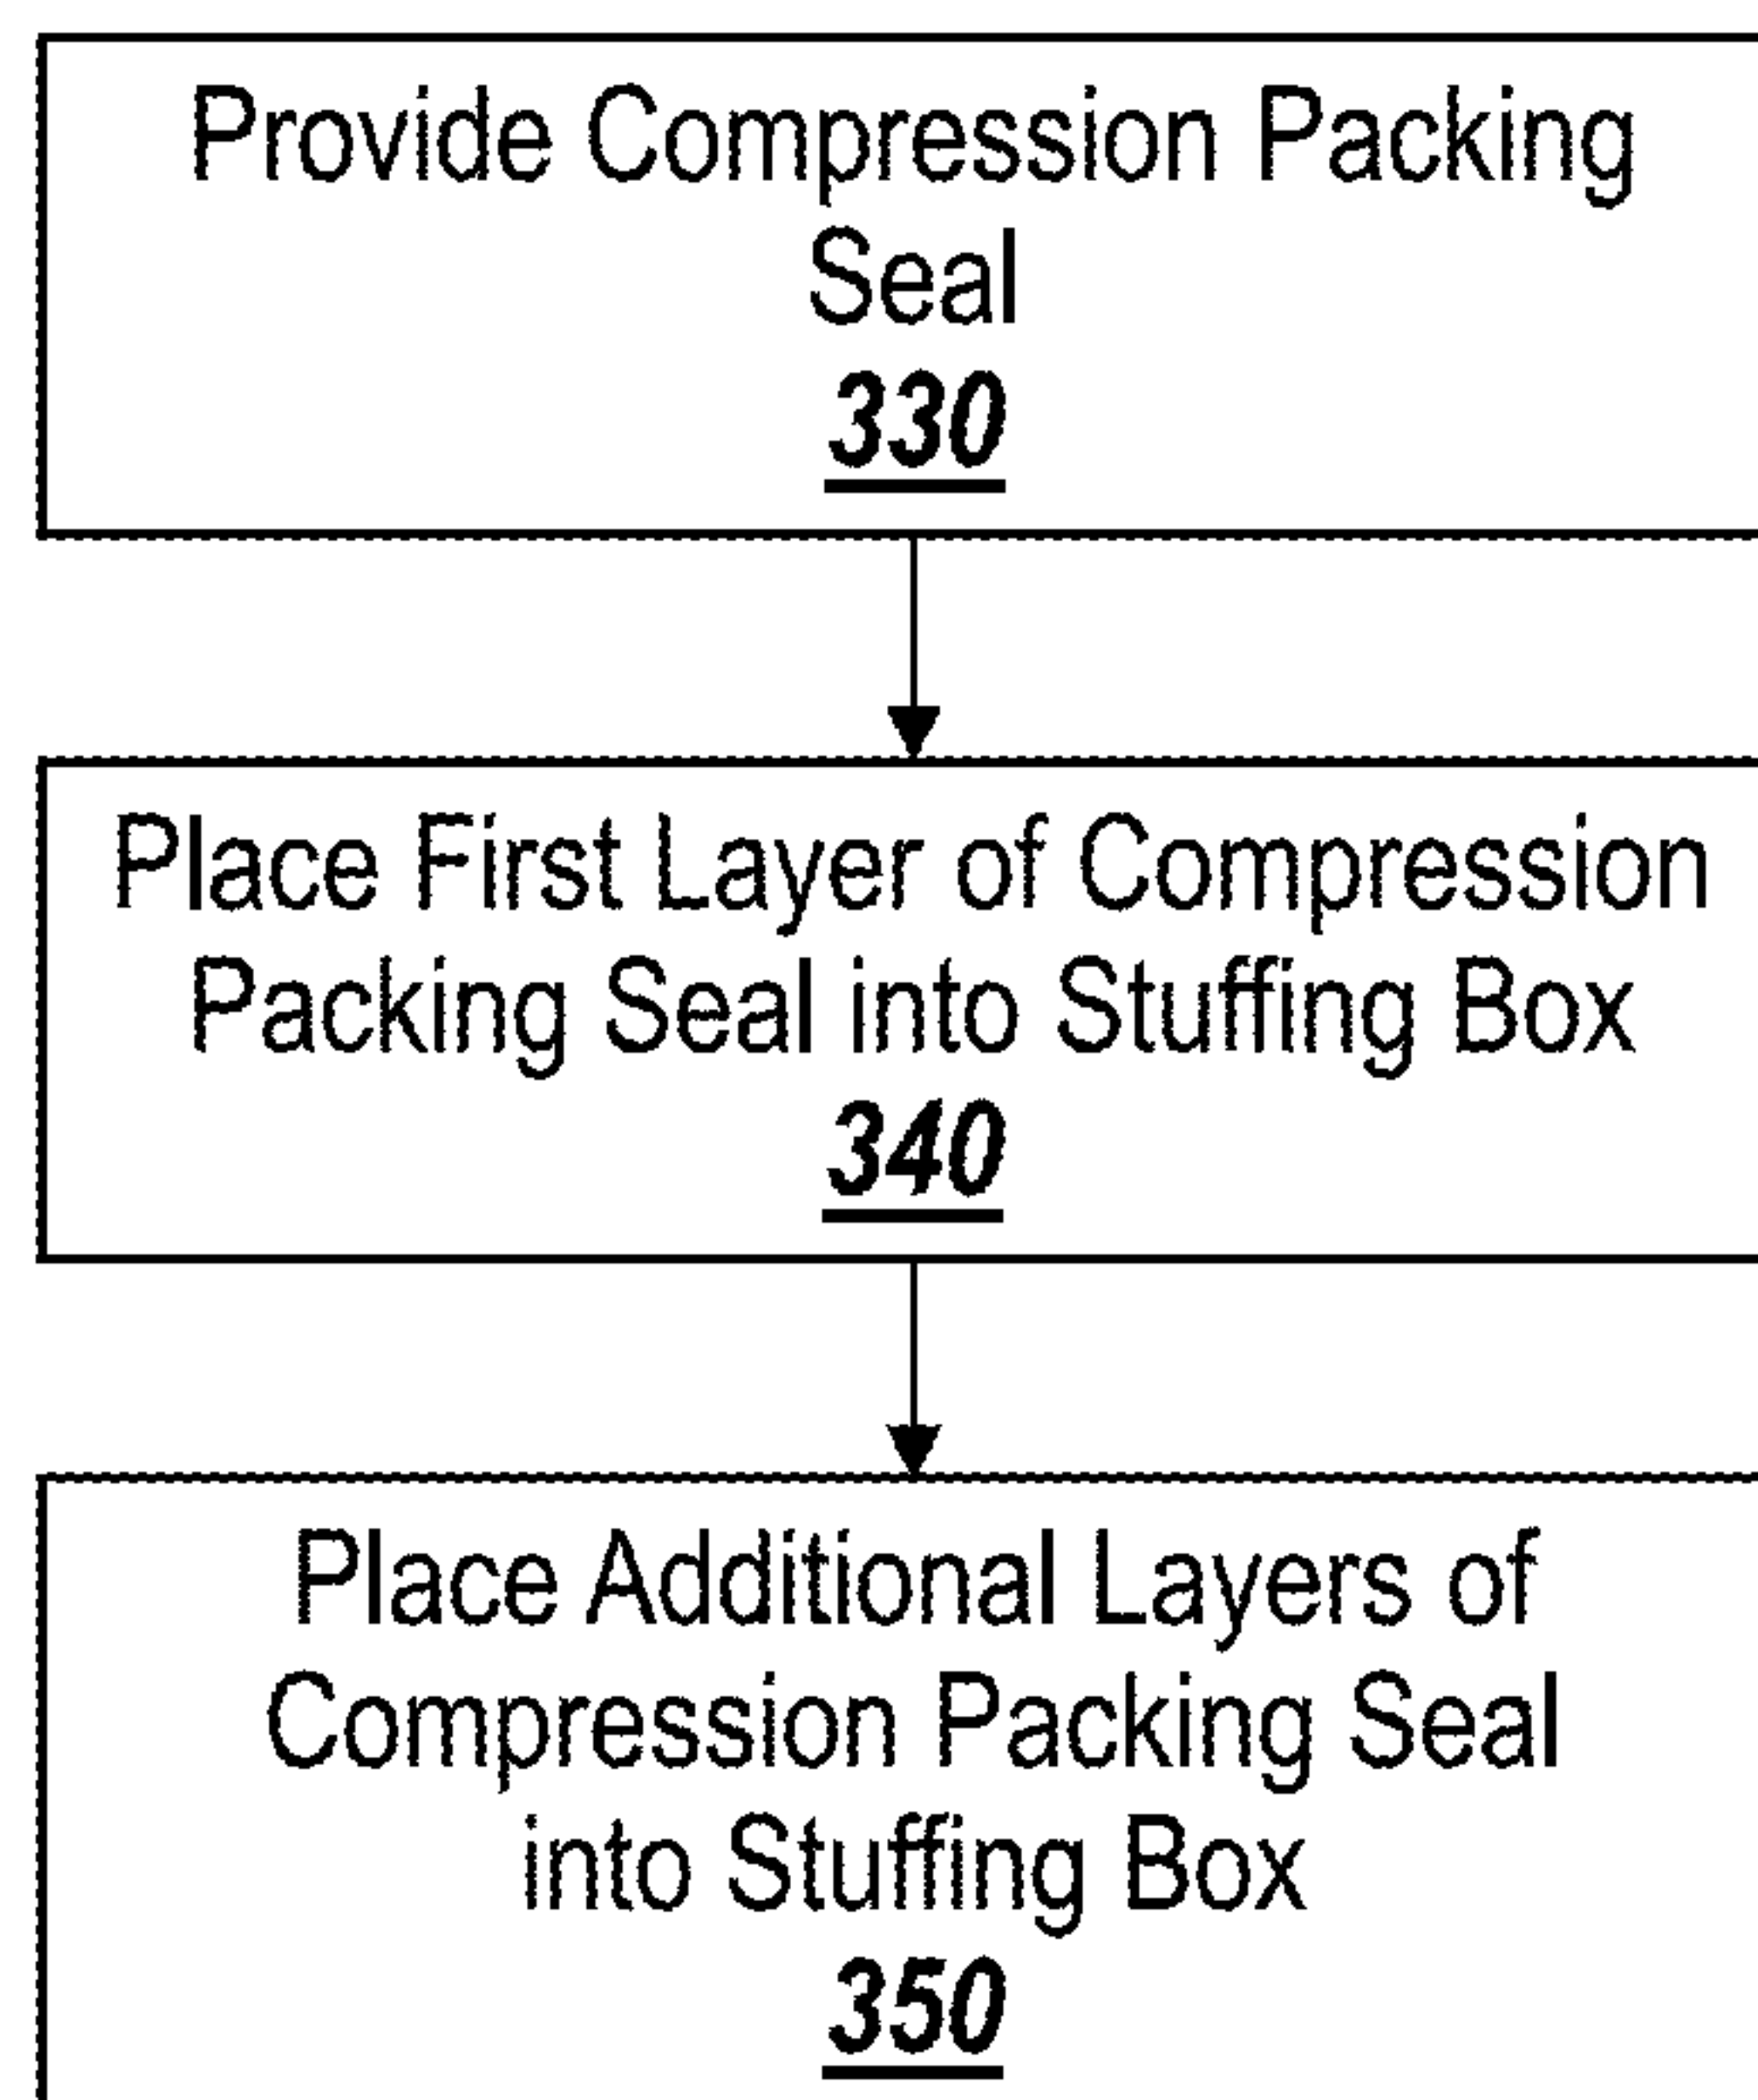 Provide Compression Packing
Seal
330
Place First Layer of Compression
Packing Seal into Stuffing Box
340
Place Additional Layers of
Compression Packing Seal
into Stuffing Box
350